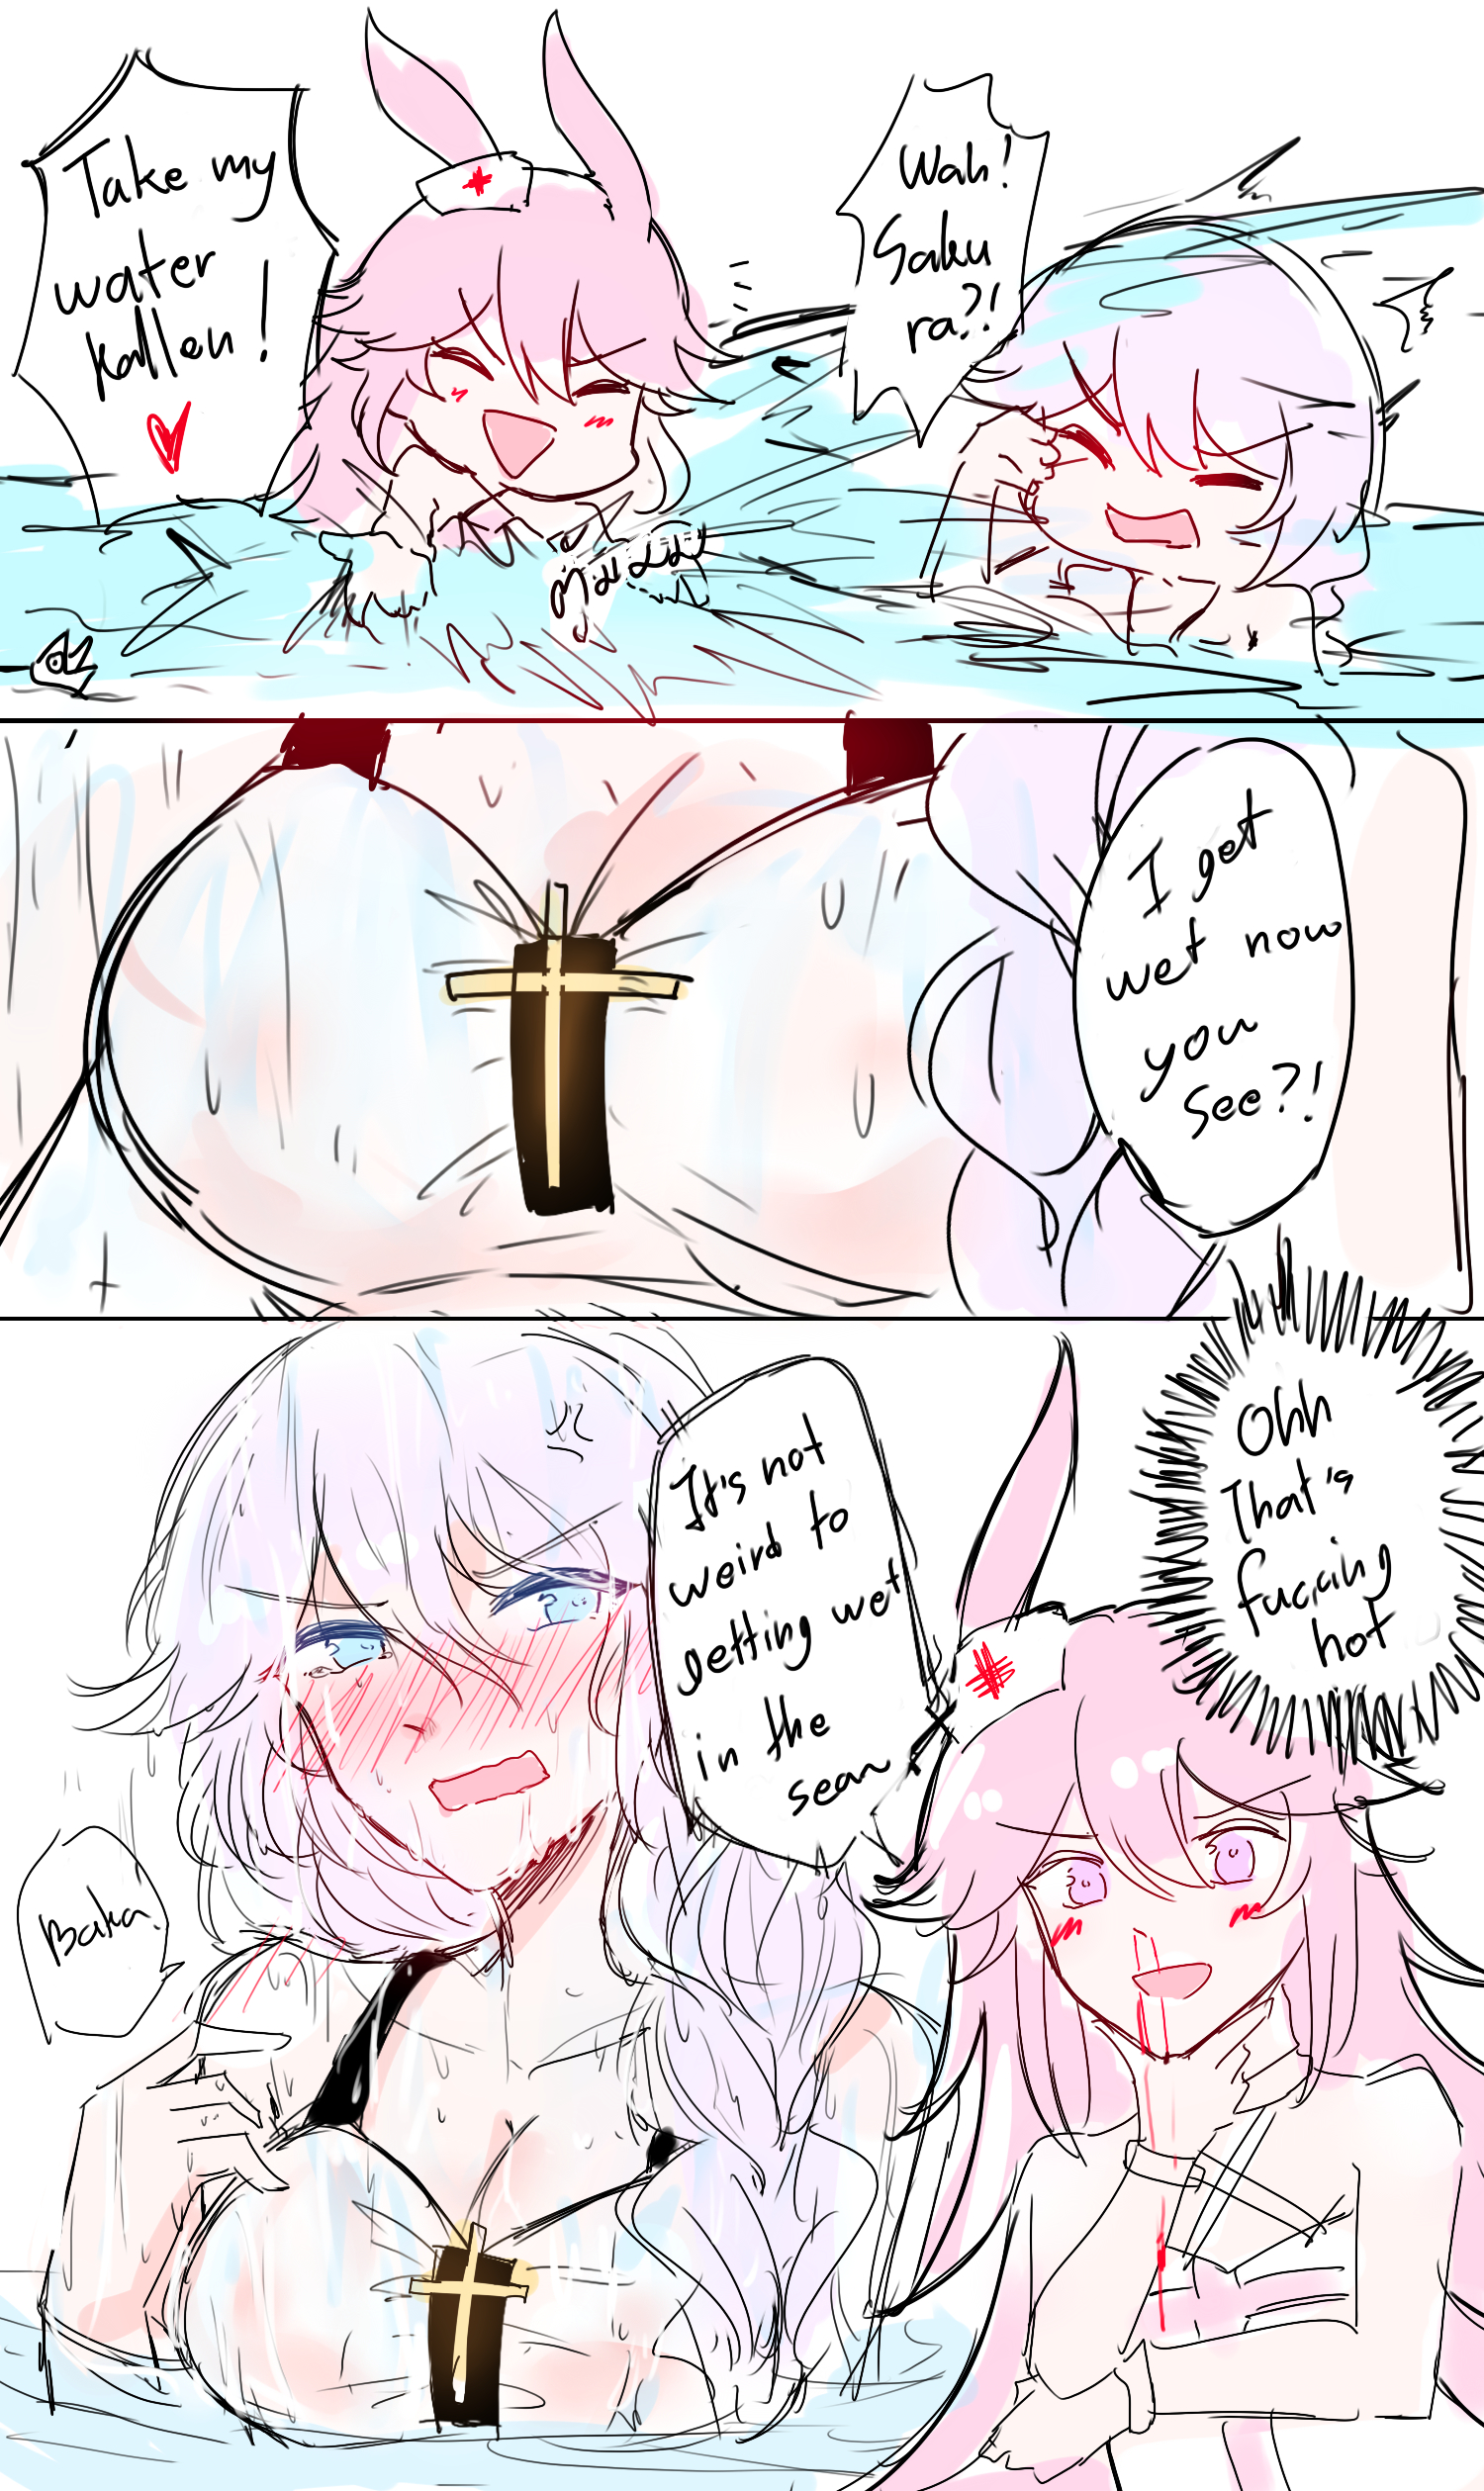 Take my
water
kallen!
Wah!
Saku
ra?!
I get
wet now
you
see?!
It's not
weird to
getting wet
in the
sea
Ohh
That's
fucking
hot
Baka.